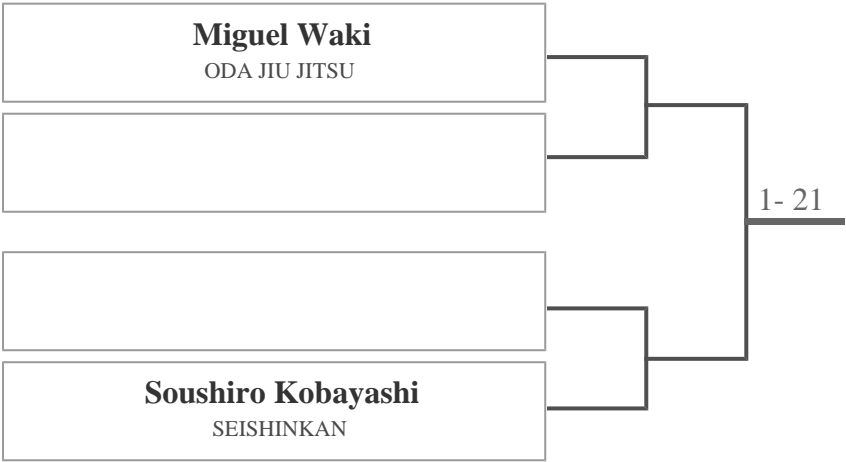 Miguel Waki
ODA JIU JITSU
1- 21
Soushiro Kobayashi
SEISHINKAN